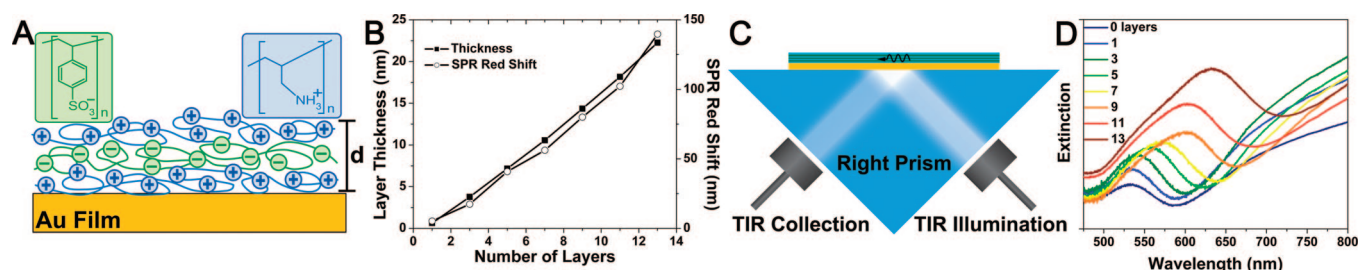 A
n
SO3-
n
NH3+
+
−
d
Au Film
B
Layer Thickness (nm)
25
20
15
10
5
0
Thickness
SPR Red Shift
150
100
50
0
SPR Red Shift (nm)
0 2 4 6 8 10 12 14
Number of Layers
C
Right Prism
TIR Collection
TIR Illumination
D
Extinction
0 layers
1
3
5
7
9
11
13
500 550 600 650 700 750 800
Wavelength (nm)